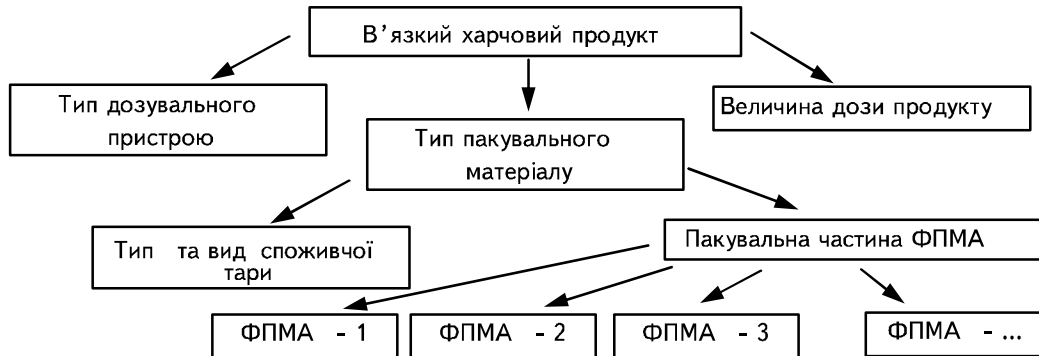 В’язкий харчовий продукт
Тип дозувального
пристрою
Величина дози продукту
Тип пакувального
матеріалу
Тип та вид споживчої
тари
Пакувальна частина ФПМА
ФПМА - 1
ФПМА - 2
ФПМА - 3
ФПМА - ...